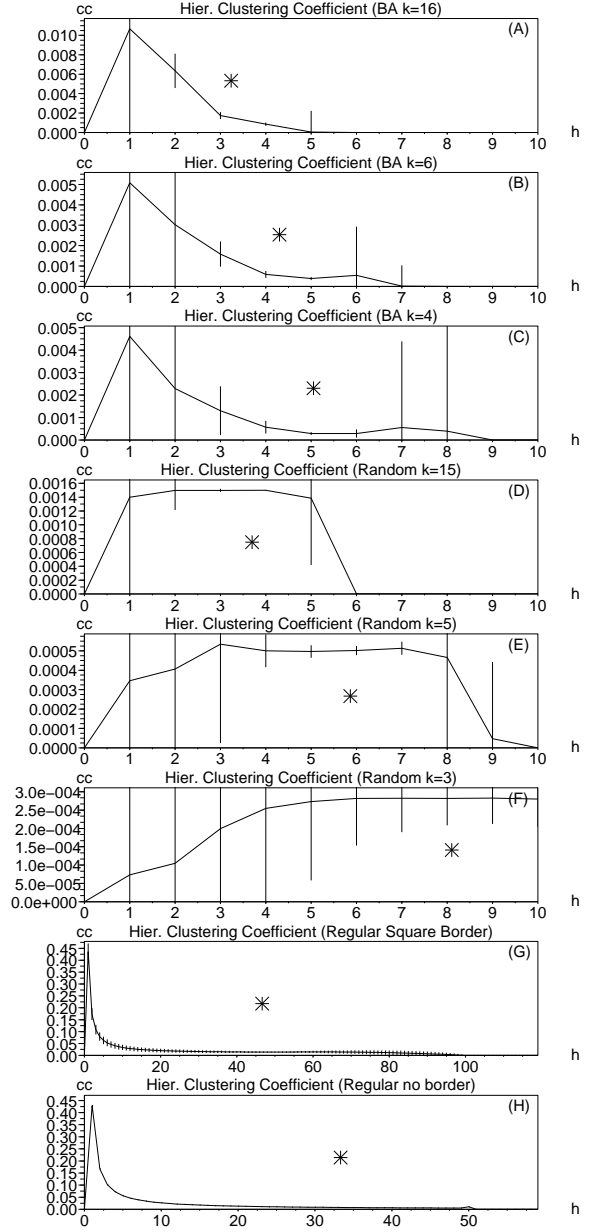 cc Hier. Clustering Coefficient (BA k=16)
(A)
0.010
0.008
0.006
0.004
0.002
0.000
0 1 2 3 4 5 6 7 8 9 10 h
cc Hier. Clustering Coefficient (BA k=6)
(B)
0.005
0.004
0.003
0.002
0.001
0.000
0 1 2 3 4 5 6 7 8 9 10 h
cc Hier. Clustering Coefficient (BA k=4)
(C)
0.005
0.004
0.003
0.002
0.001
0.000
0 1 2 3 4 5 6 7 8 9 10 h
cc Hier. Clustering Coefficient (Random k=15)
(D)
0.0016
0.0014
0.0012
0.0010
0.0008
0.0006
0.0004
0.0002
0.0000
0 1 2 3 4 5 6 7 8 9 10 h
cc Hier. Clustering Coefficient (Random k=5)
(E)
0.0005
0.0004
0.0003
0.0002
0.0001
0.0000
0 1 2 3 4 5 6 7 8 9 10 h
cc Hier. Clustering Coefficient (Random k=3)
(F)
3.0e−004
2.5e−004
2.0e−004
1.5e−004
1.0e−004
5.0e−005
0.0e+000
0 1 2 3 4 5 6 7 8 9 10 h
cc Hier. Clustering Coefficient (Regular Square Border)
(G)
0.45
0.40
0.35
0.30
0.25
0.20
0.15
0.10
0.05
0.00
0 20 40 60 80 100 h
cc Hier. Clustering Coefficient (Regular no border)
(H)
0.45
0.40
0.35
0.30
0.25
0.20
0.15
0.10
0.05
0.00
0 10 20 30 40 50 h